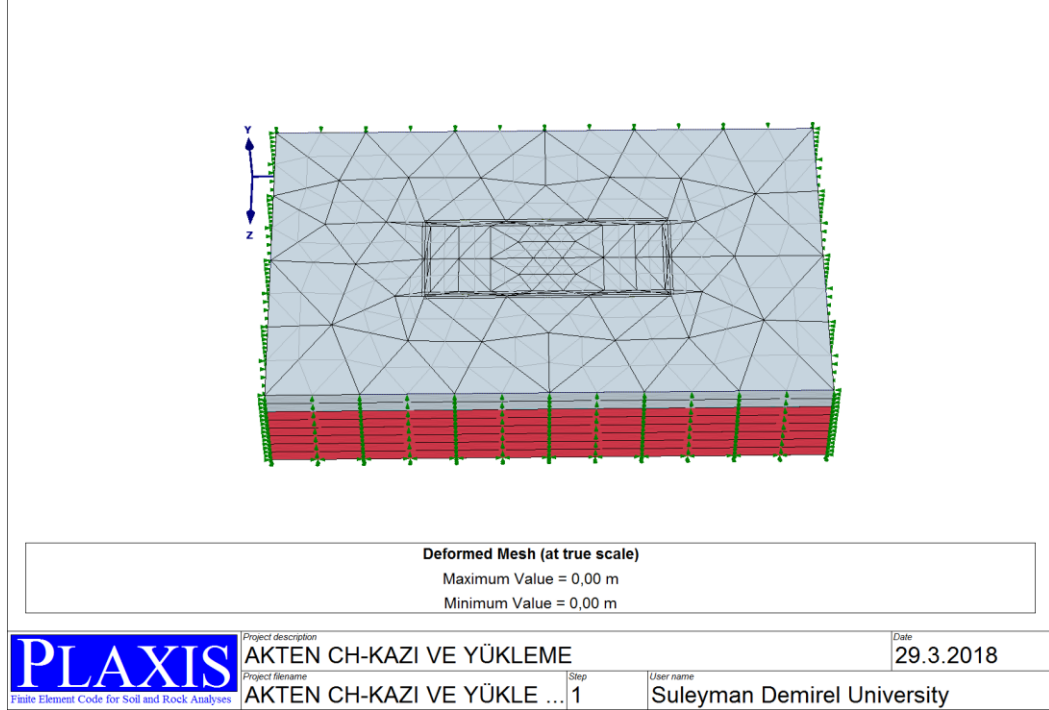 Y
Z
Deformed Mesh (at true scale)
Maximum Value = 0,00 m
Minimum Value = 0,00 m
PLAXIS
Finite Element Code for Soil and Rock Analyses
Project description
AKTEN CH-KAZI VE YÜKLEME
Date
29.3.2018
Project filename
AKTEN CH-KAZI VE YÜKLE ...
Step
1
User name
Suleyman Demirel University